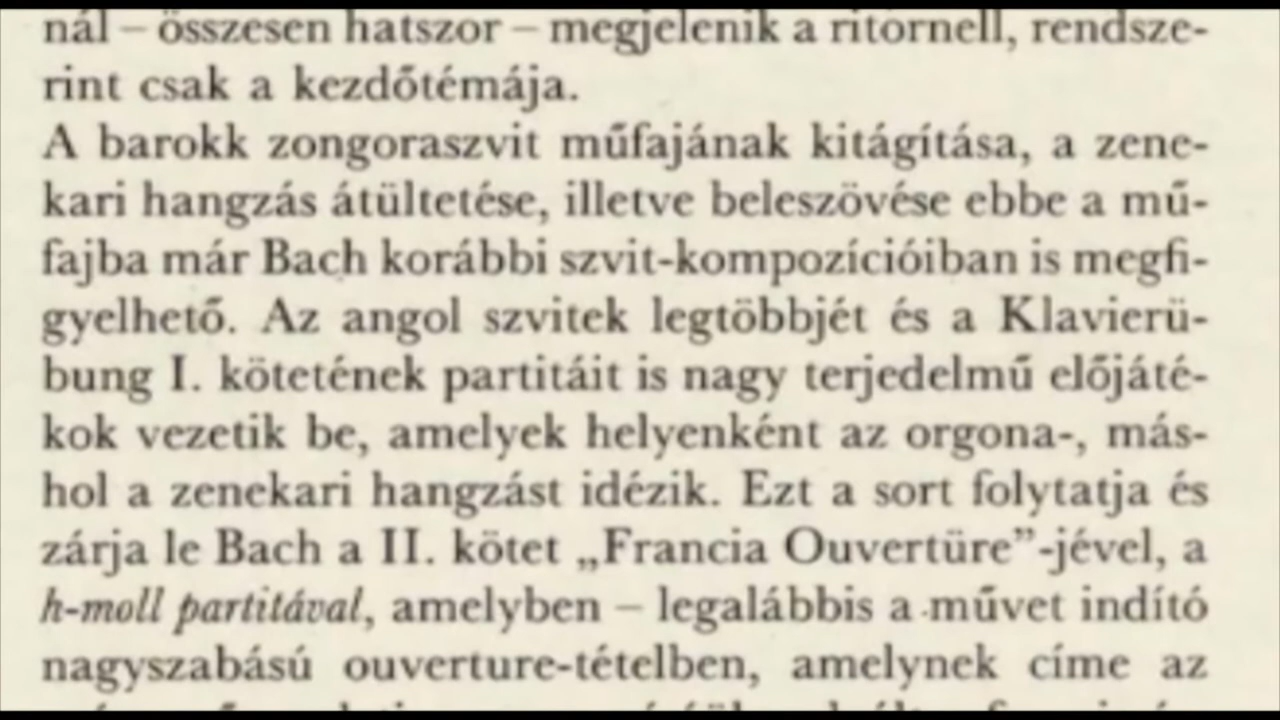 nál – összesen hatszor – megjelenik a ritornell, rendsze-
rint csak a kezdőtémája.
A barokk zongoraszvit műfajának kitágítása, a zene-
kari hangzás átültetése, illetve beleszövése ebbe a mű-
fajba már Bach korábbi szvit-kompozícióiban is megfi-
gyelhető. Az angol szvitek legtöbbjét és a Klavierü-
bung I. kötetének partitáit is nagy terjedelmű előjáté-
kok vezetik be, amelyek helyenként az orgona-, más-
hol a zenekari hangzást idézik. Ezt a sort folytatja és
zárja le Bach a II. kötet „Francia Ouvertüre”-jével, a
h-moll partitával, amelyben – legalábbis a művet indító
nagyszabású ouverture-tételben, amelynek címe az